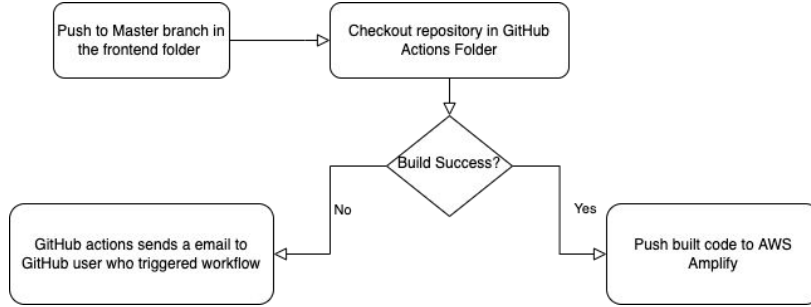 Push to Master branch in
the frontend folder
Checkout repository in GitHub
Actions Folder
Build Success?
No
Yes
GitHub actions sends a email to
GitHub user who triggered workflow
Push built code to AWS
Amplify